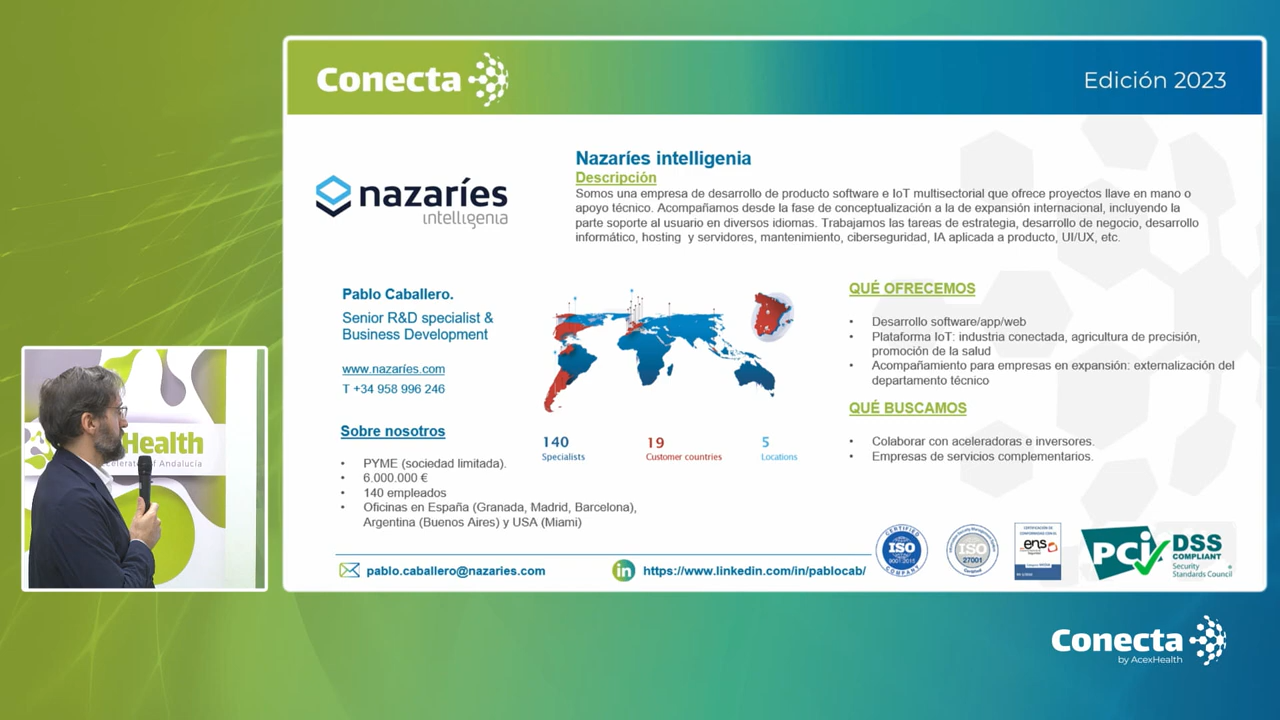 Conecta
Edición 2023
nazaríes
intelligenia
Nazaríes intelligenia
Descripción
Somos una empresa de desarrollo de producto software e IoT multisectorial que ofrece proyectos llave en mano o
apoyo técnico. Acompañamos desde la fase de conceptualización a la de expansión internacional, incluyendo la
parte soporte al usuario en diversos idiomas. Trabajamos las tareas de estrategia, desarrollo de negocio, desarrollo
informático, hosting y servidores, mantenimiento, ciberseguridad, IA aplicada a producto, UI/UX, etc.
Pablo Caballero.
Senior R&D specialist &
Business Development
www.nazaríes.com
T +34 958 996 246
Sobre nosotros
• PYME (sociedad limitada).
• 6.000.000 €
• 140 empleados
• Oficinas en España (Granada, Madrid, Barcelona),
Argentina (Buenos Aires) y USA (Miami)
140
Specialists
19
Customer countries
5
Locations
QUÉ OFRECEMOS
• Desarrollo software/app/web
• Plataforma IoT: industria conectada, agricultura de precisión,
promoción de la salud
• Acompañamiento para empresas en expansión: externalización del
departamento técnico
QUÉ BUSCAMOS
• Colaborar con aceleradoras e inversores.
• Empresas de servicios complementarios.
pablo.caballero@nazaries.com
in
https://www.linkedin.com/in/pablocab/
CERTIFIED
ISO
9001:2015
COMPANY
ISO
27001
ens
PCi
DSS
COMPLIANT
Security
Standards Council
Health
Andalucía
Conecta
by AcexHealth